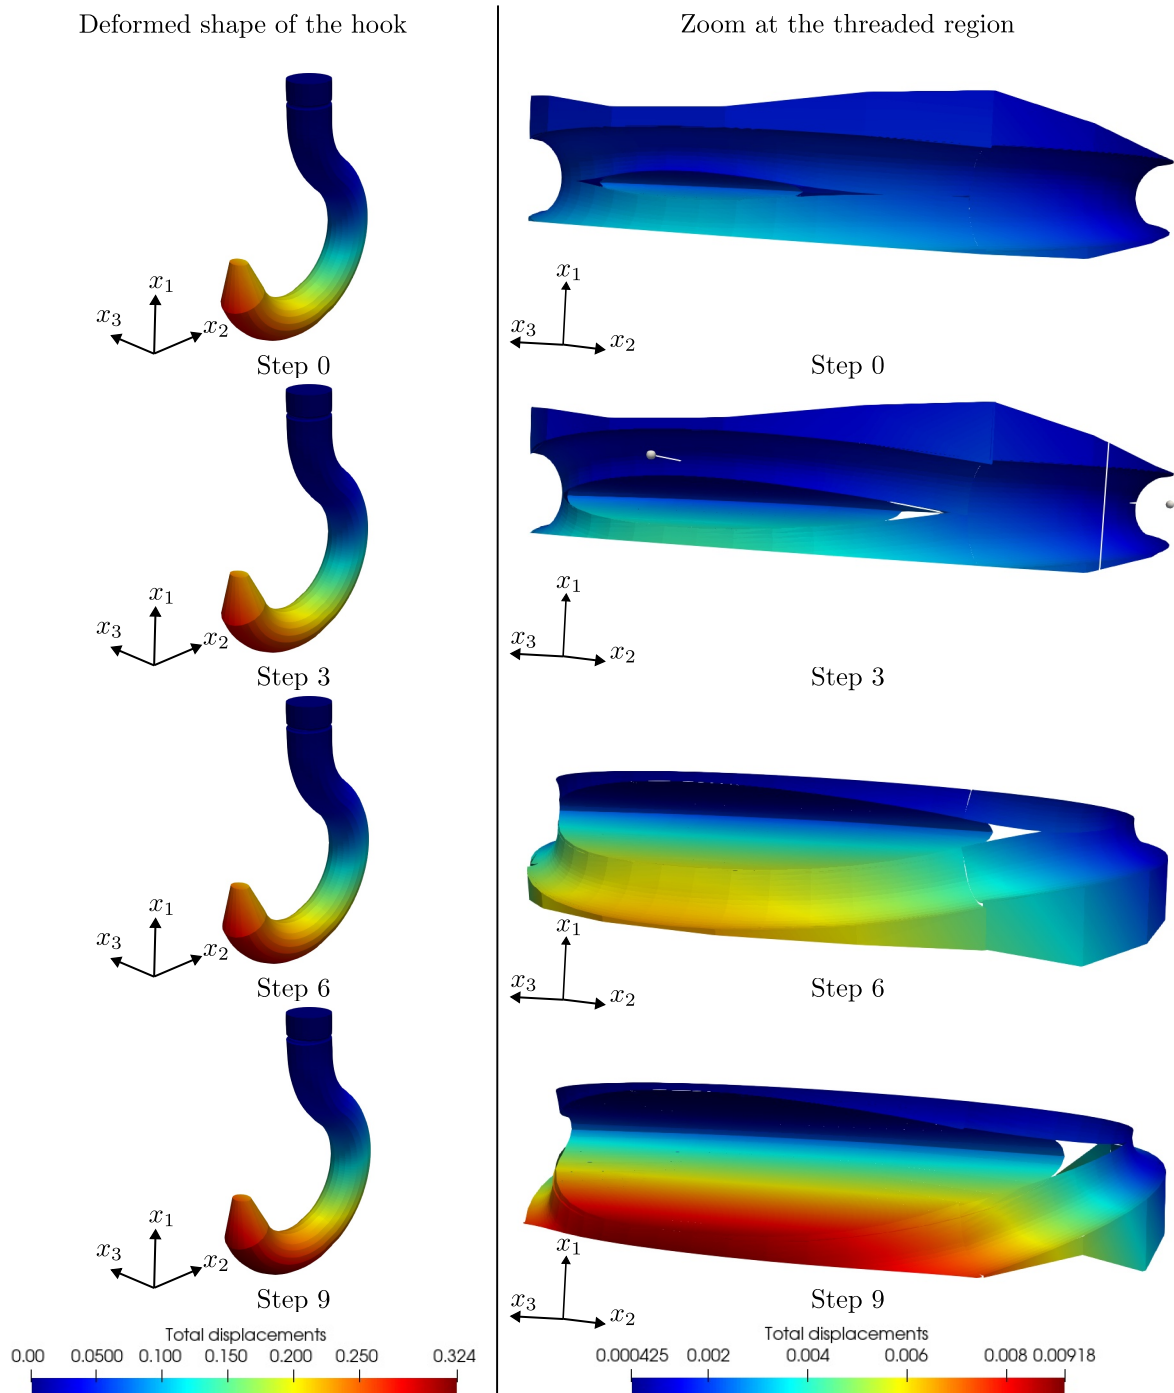 Deformed shape of the hook
Zoom at the threaded region
x1
x3
x2
Step 0
x1
x3
x2
Step 0
x1
x3
x2
Step 3
x1
x3
x2
Step 3
x1
x3
x2
Step 6
x1
x3
x2
Step 6
x1
x3
x2
Step 9
x1
x3
x2
Step 9
Total displacements
0.00 0.0500 0.100 0.150 0.200 0.250 0.324
Total displacements
0.000425 0.002 0.004 0.006 0.008 0.00918